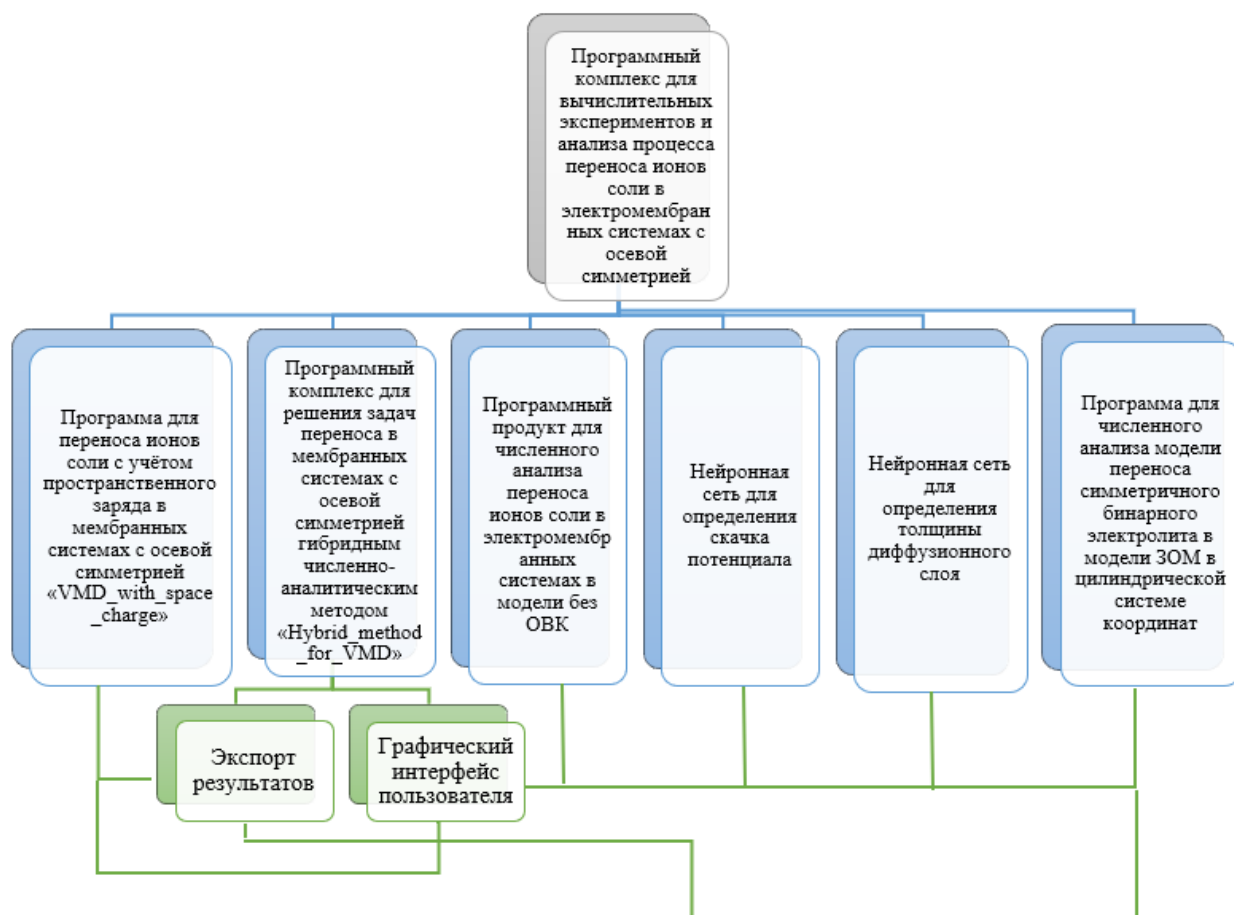 Программный
комплекс для
вычислительных
экспериментов и
анализа процесса
переноса ионов
соли в
электромембран
ных системах с
осевой
симметрией
Программа для
переноса ионов
соли с учётом
пространственного
заряда в
мембранных
системах с осевой
симметрией
«VMD_with_space
_charge»
Программный
комплекс для
решения задач
переноса в
мембранных
системах с
осевой
симметрией
гибридным
численно-
аналитическим
методом
«Hybrid_method
_for_VMD»
Программный
продукт для
численного
анализа
переноса
ионов соли в
электромембр
анных
системах в
модели без
ОВК
Нейронная
сеть для
определения
скачка
потенциала
Нейронная сеть
для
определения
толщины
диффузионного
слоя
Программа для
численного
анализа модели
переноса
симметричного
бинарного
электролита в
модели ЗОМ в
цилиндрической
системе
координат
Экспорт
результатов
Графический
интерфейс
пользователя